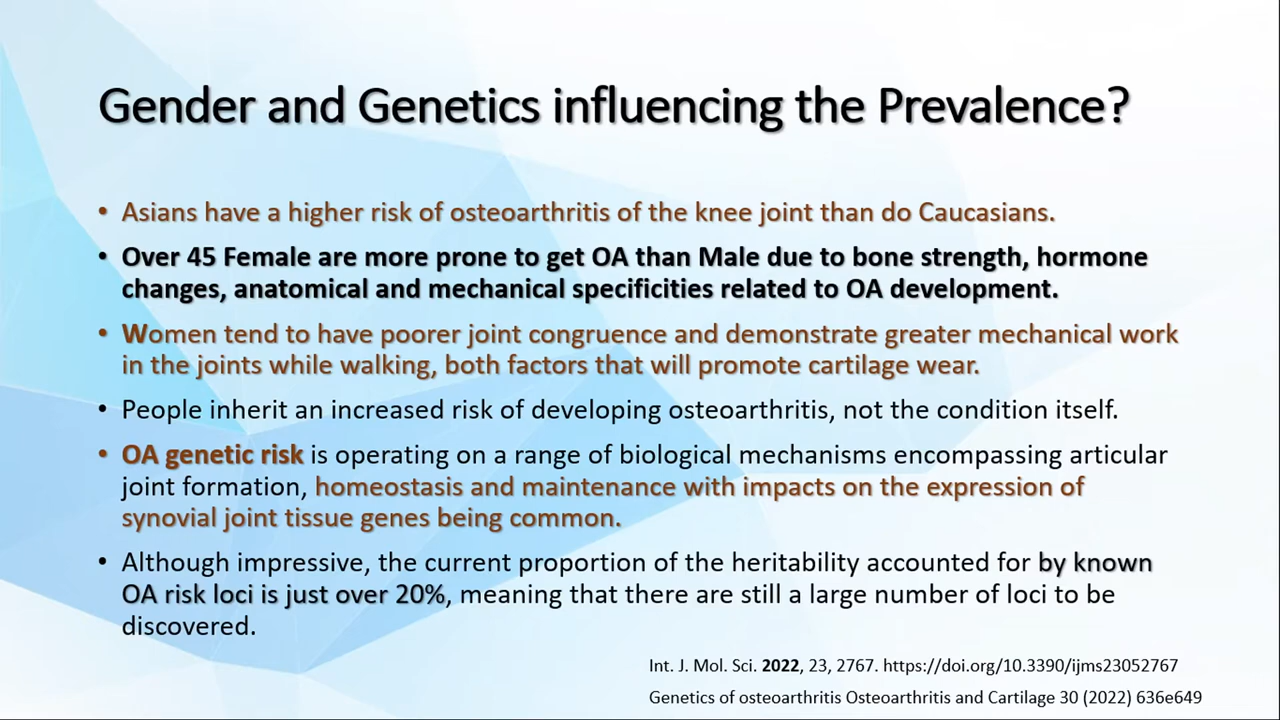 Gender and Genetics influencing the Prevalence?
• Asians have a higher risk of osteoarthritis of the knee joint than do Caucasians.
• Over 45 Female are more prone to get OA than Male due to bone strength, hormone
changes, anatomical and mechanical specificities related to OA development.
• Women tend to have poorer joint congruence and demonstrate greater mechanical work
in the joints while walking, both factors that will promote cartilage wear.
• People inherit an increased risk of developing osteoarthritis, not the condition itself.
• OA genetic risk is operating on a range of biological mechanisms encompassing articular
joint formation, homeostasis and maintenance with impacts on the expression of
synovial joint tissue genes being common.
• Although impressive, the current proportion of the heritability accounted for by known
OA risk loci is just over 20%, meaning that there are still a large number of loci to be
discovered.
Int. J. Mol. Sci. 2022, 23, 2767. https://doi.org/10.3390/ijms23052767
Genetics of osteoarthritis Osteoarthritis and Cartilage 30 (2022) 636e649